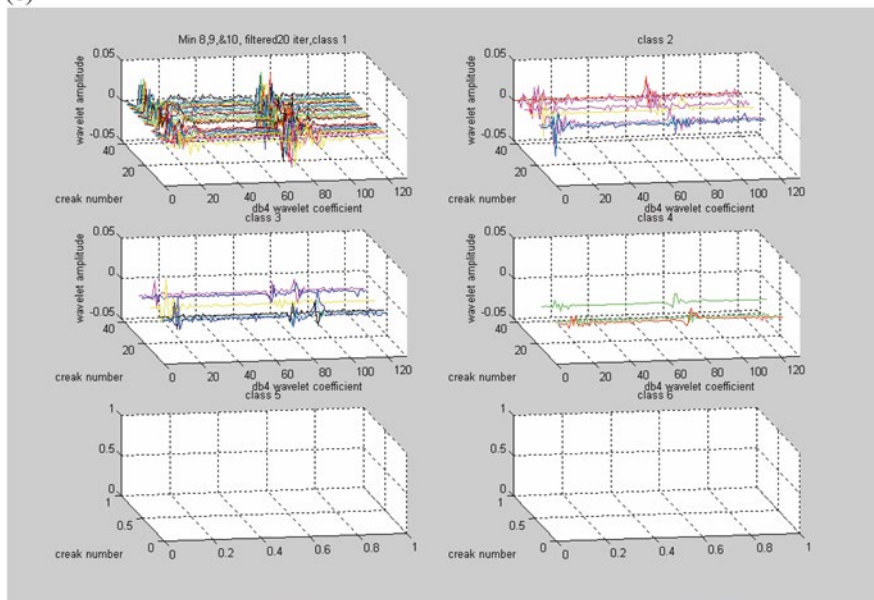 Min 8,9,&10, filtered20 iter,class 1
class 2
0.05
0
-0.05
wavelet amplitude
40
20
creak number
0 20 40 60 80 100 120
db4 wavelet coefficient
0.05
0
-0.05
wavelet amplitude
40
20
creak number
0 20 40 60 80 100 120
db4 wavelet coefficient
class 3
class 4
0.05
0
-0.05
wavelet amplitude
40
20
creak number
0 20 40 60 80 100 120
db4 wavelet coefficient
0.05
0
-0.05
wavelet amplitude
40
20
creak number
0 20 40 60 80 100 120
db4 wavelet coefficient
class 5
class 6
1
0.5
0
1
0.5
0
creak number
0 0.2 0.4 0.6 0.8 1
1
0.5
0
1
0.5
0
creak number
0 0.2 0.4 0.6 0.8 1